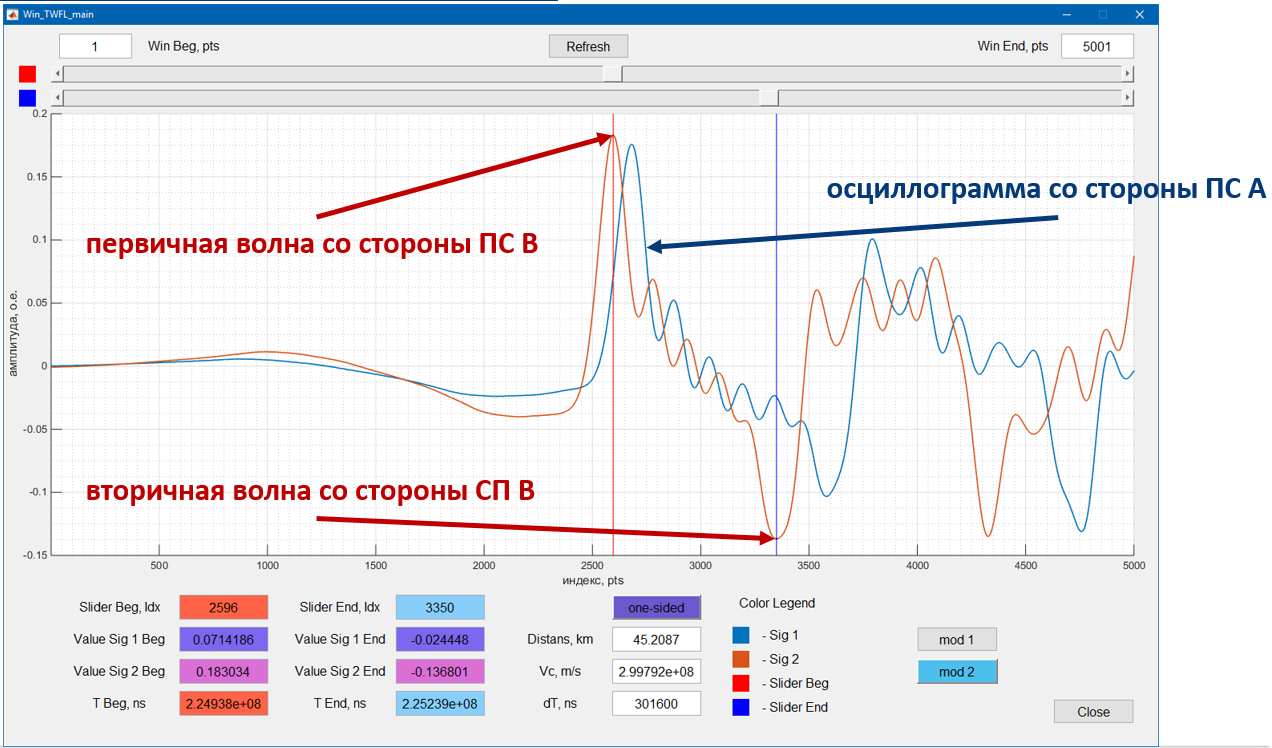 Win_TWFL_main
1 Win Beg, pts Refresh Win End, pts 5001
0.2
0.15
0.1
0.05
0
-0.05
-0.1
-0.15
амплитуда, о.е.
осциллограмма со стороны ПС А
первичная волна со стороны ПС В
вторичная волна со стороны СП В
500 1000 1500 2000 2500 3000 3500 4000 4500 5000
индекс, pts
Slider Beg, Idx 2596 Slider End, Idx 3350 one-sided Color Legend
Value Sig 1 Beg 0.0714186 Value Sig 1 End -0.024448 Distans, km 45.2087 - Sig 1 mod 1
Value Sig 2 Beg 0.183034 Value Sig 2 End -0.136801 Vc, m/s 2.99792e+08 - Sig 2 mod 2
T Beg, ns 2.24938e+08 T End, ns 2.25239e+08 dT, ns 301600 - Slider Beg
- Slider End Close